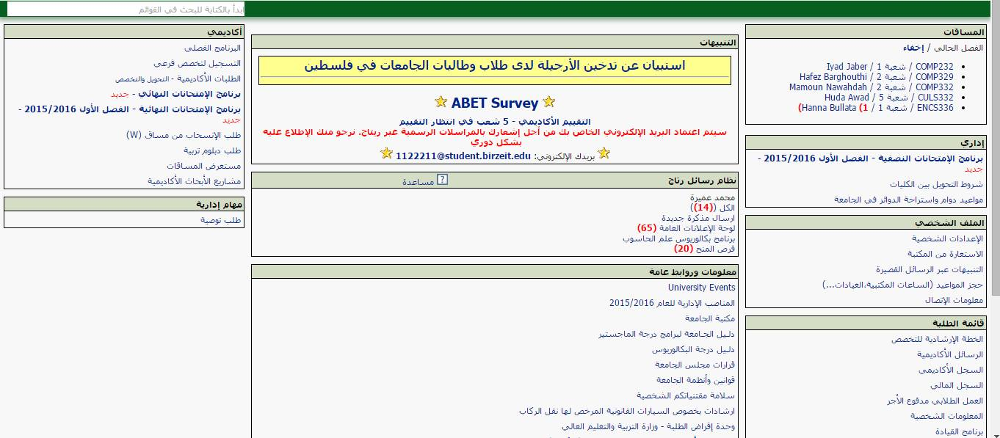 ابدأ بالكتابة للبحث في القوائم
المساقات
الفصل الحالي / إخفاء
COMP232 / شعبة 1 / Iyad Jaber
COMP329 / شعبة 2 / Hafez Barghouthi
COMP332 / شعبة 2 / Mamoun Nawahdah
CULS332 / شعبة 5 / Huda Awad
ENCS336 / شعبة 1 / Hanna Bullata (1)
إداري
برنامج الإمتحانات النصفية - الفصل الأول 2015/2016 -
جديد
شروط التحويل بين الكليات
مواعيد دوام واستراحة الدوائر في الجامعة
الملف الشخصي
الإعدادات الشخصية
الاستعارة من المكتبة
التنبيهات عبر الرسائل القصيرة
حجز المواعيد (الساعات المكتبية،العيادات...)
معلومات الإتصال
قائمة الطلبة
الخطة الإرشادية للتخصص
الرسائل الأكاديمية
السجل الأكاديمي
السجل المالي
العمل الطلابي مدفوع الأجر
المعلومات الشخصية
برنامج القيادة
التنبيهات
استبيان عن تدخين الأرجيلة لدى طلاب وطالبات الجامعات في فلسطين
ABET Survey
التقييم الأكاديمي - 5 شعب في انتظار التقييم
سيتم اعتماد البريد الإلكتروني الخاص بك من أجل إشعارك بالمراسلات الرسمية عبر ريتاج، نرجو منك الإطلاع عليه
بشكل دوري
بريدك الإلكتروني: 1122211@student.birzeit.edu
نظام رسائل رتاج
? مساعدة
محمد عميرة
الكل ((14))
ارسال مذكرة جديدة
لوحة الإعلانات العامة (65)
برنامج بكالوريوس علم الحاسوب
فرص المنح (20)
معلومات وروابط عامة
University Events
المناصب الإدارية للعام 2015/2016
مكتبة الجامعة
دليل الجامعة لبرامج درجة الماجستير
دليل درجة البكالوريوس
قرارات مجلس الجامعة
قوانين وأنظمة الجامعة
سلامة مقتنياتكم الشخصية
ارشادات بخصوص السيارات القانونية المرخص لها نقل الركاب
وحدة إقراض الطلبة - وزارة التربية والتعليم العالي
أكاديمي
البرنامج الفصلي
التسجيل لتخصص فرعي
الطلبات الأكاديمية - التحويل والتخصص
برنامج الإمتحانات النهائي - جديد
برنامج الإمتحانات النهائية - الفصل الأول 2015/2016 -
جديد
طلب الإنسحاب من مساق (W)
طلب دبلوم تربية
مستعرض المساقات
مشاريع الأبحاث الأكاديمية
مهام إدارية
طلب توصية